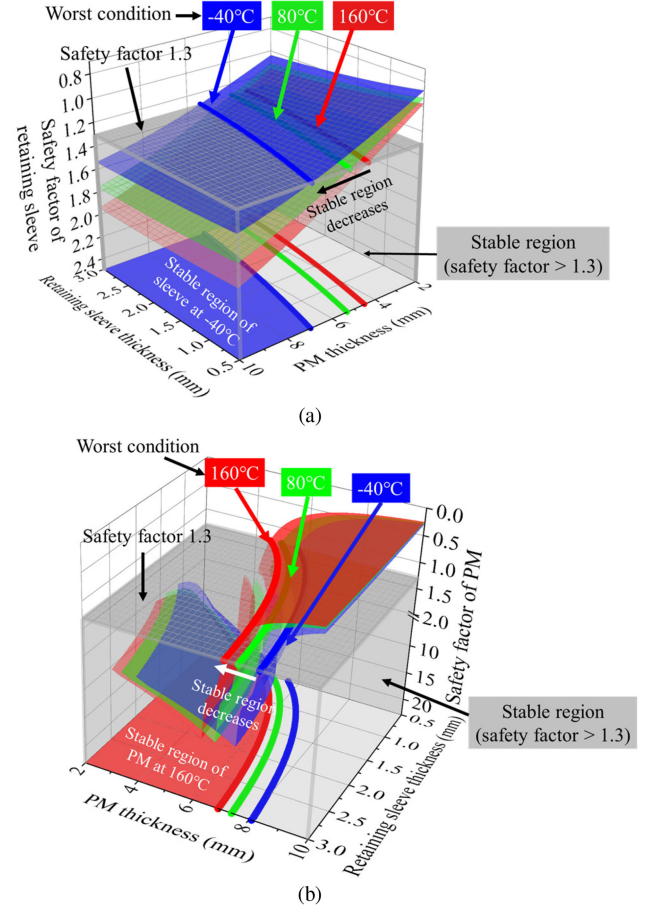 Worst condition
-40℃
80℃
160℃
Safety factor 1.3
0.8
1.0
1.2
1.4
1.6
1.8
2.0
2.2
2.4
Safety factor of
retaining sleeve
Stable region
decreases
Stable region
(safety factor > 1.3)
Stable region of
sleeve at -40℃
3.0
2.5
2.0
1.5
1.0
0.5
Retaining sleeve thickness (mm)
10
8
6
4
2
PM thickness (mm)
(a)
Worst condition
160℃
80℃
-40℃
Safety factor 1.3
0.0
0.5
1.0
1.5
2.0
10
15
20
Safety factor of PM
Stable region
decreases
Stable region
(safety factor > 1.3)
Stable region of
PM at 160℃
2
4
6
8
10
PM thickness (mm)
0.5
1.0
1.5
2.0
2.5
3.0
Retaining sleeve thickness (mm)
(b)